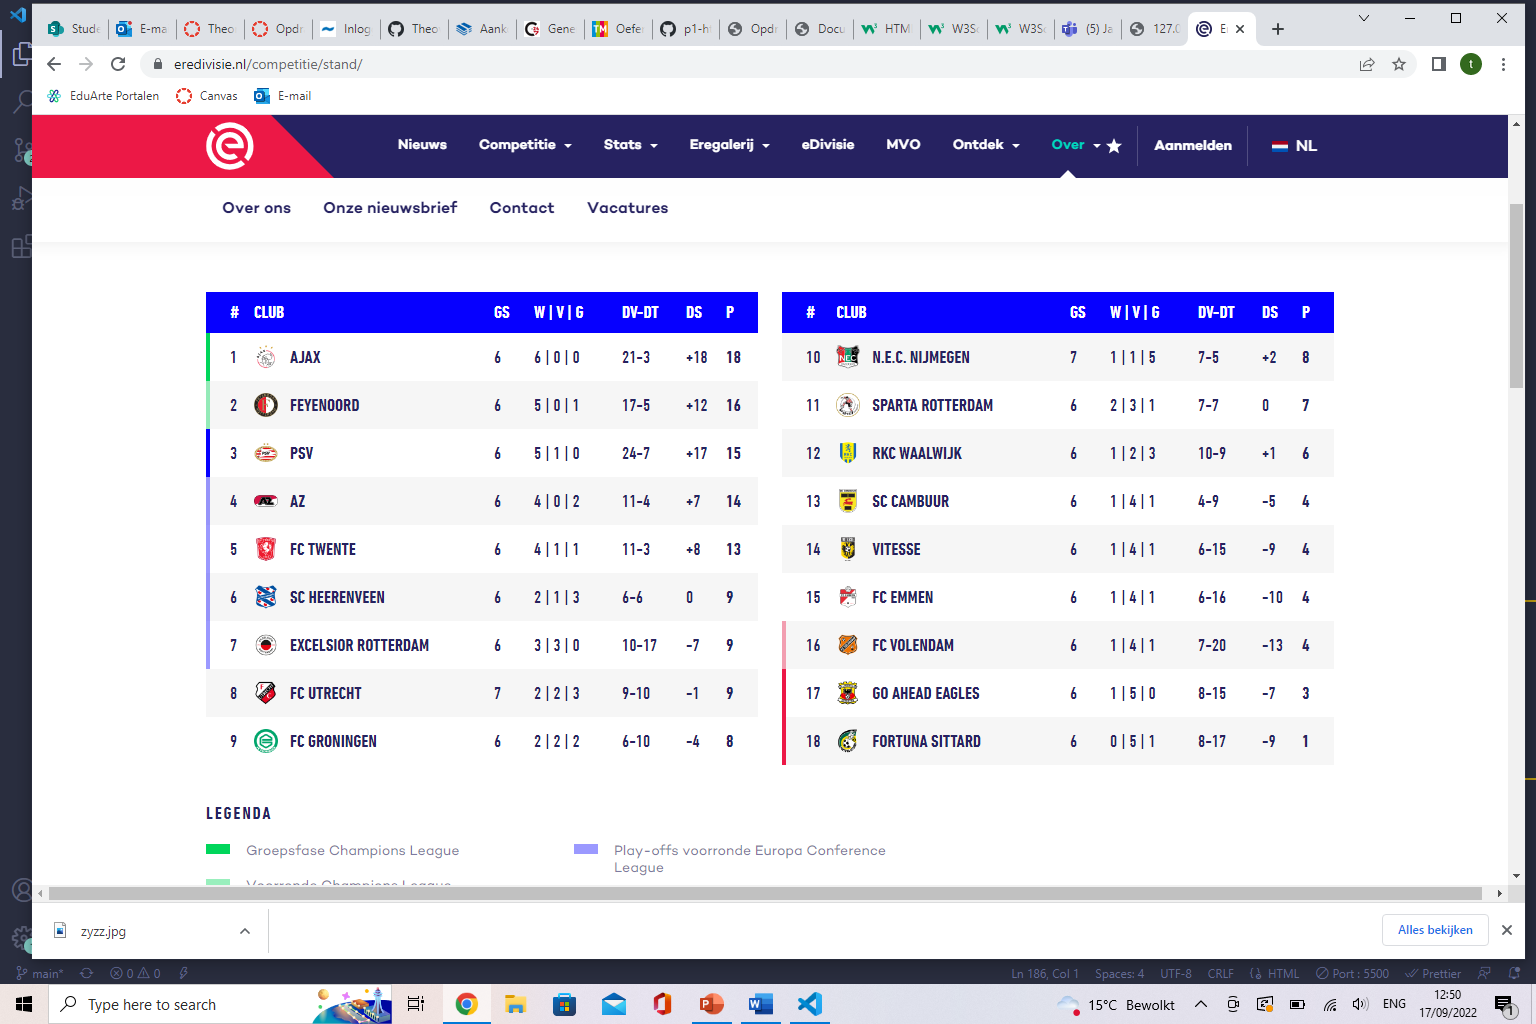 Stude
E-ma
Theo
Opdr
Inlog
Theo
Aank
Gene
TN Oefe
p1-h
Opdr
Docu
HTM
W3Sc
W3Sc
(5) Ja
127.0
eredivisie.nl/competitie/stand/
t
EduArte Portalen Canvas E-mail
Nieuws Competitie Stats Eregalerij eDivisie MVO Ontdek Over Aanmelden NL
Over ons Onze nieuwsbrief Contact Vacatures
# CLUB GS W | V | G DV-DT DS P
1 AJAX 6 6 | 0 | 0 21-3 +18 18
2 FEYENOORD 6 5 | 0 | 1 17-5 +12 16
3 PSV 6 5 | 1 | 0 24-7 +17 15
4 AZ 6 4 | 0 | 2 11-4 +7 14
5 FC TWENTE 6 4 | 1 | 1 11-3 +8 13
6 SC HEERENVEEN 6 2 | 1 | 3 6-6 0 9
7 EXCELSIOR ROTTERDAM 6 3 | 3 | 0 10-17 -7 9
8 FC UTRECHT 7 2 | 2 | 3 9-10 -1 9
9 FC GRONINGEN 6 2 | 2 | 2 6-10 -4 8
# CLUB GS W | V | G DV-DT DS P
10 N.E.C. NIJMEGEN 7 1 | 1 | 5 7-5 +2 8
11 SPARTA ROTTERDAM 6 2 | 3 | 1 7-7 0 7
12 RKC WAALWIJK 6 1 | 2 | 3 10-9 +1 6
13 SC CAMBUUR 6 1 | 4 | 1 4-9 -5 4
14 VITESSE 6 1 | 4 | 1 6-15 -9 4
15 FC EMMEN 6 1 | 4 | 1 6-16 -10 4
16 FC VOLENDAM 6 1 | 4 | 1 7-20 -13 4
17 GO AHEAD EAGLES 6 1 | 5 | 0 8-15 -7 3
18 FORTUNA SITTARD 6 0 | 5 | 1 8-17 -9 1
LEGENDA
Groepsfase Champions League
Voorronde Champions League
Play-offs voorronde Europa Conference
League
zyzz.jpg
Alles bekijken
main* 0 0 Ln 186, Col 1 Spaces: 4 UTF-8 CRLF HTML Port : 5500 Prettier
Type here to search
15°C Bewolkt
ENG
12:50
17/09/2022
1